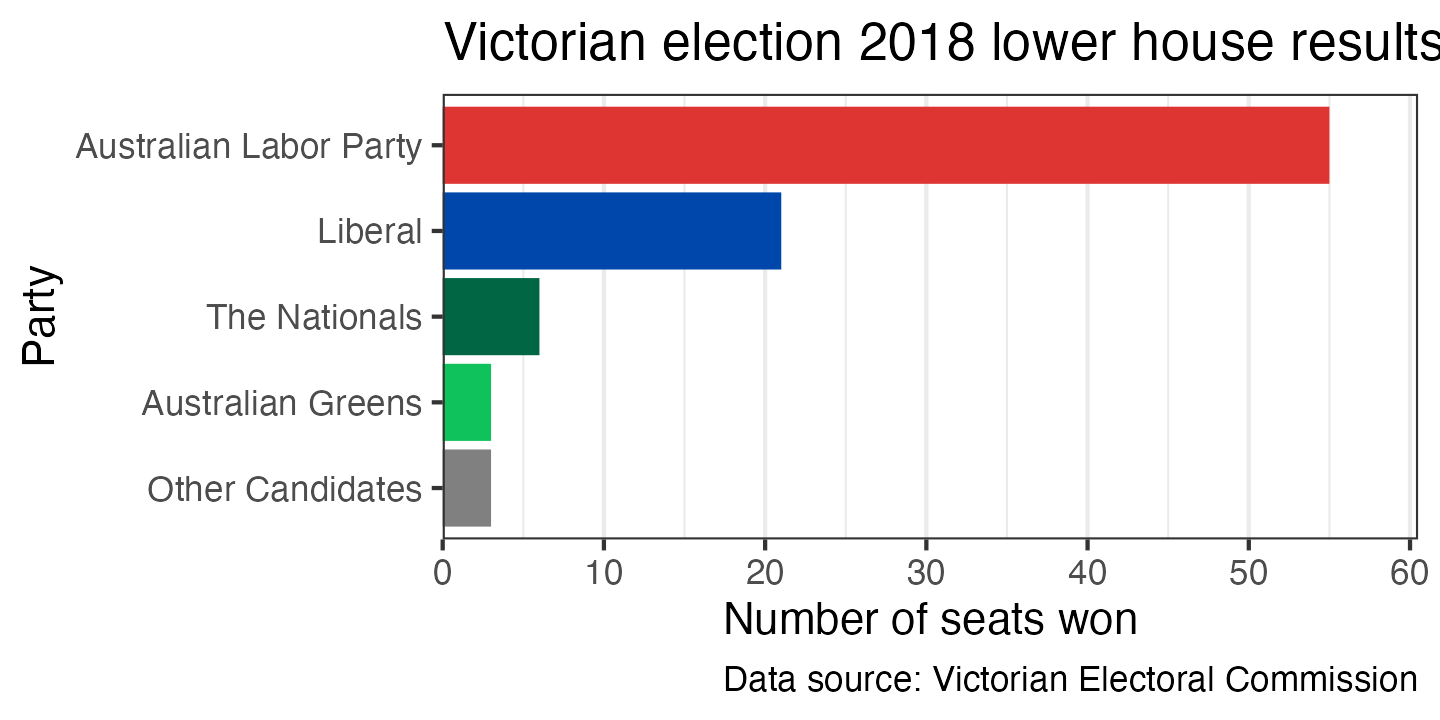 Victorian election 2018 lower house results
Party
Australian Labor Party
Liberal
The Nationals
Australian Greens
Other Candidates
0 10 20 30 40 50 60
Number of seats won
Data source: Victorian Electoral Commission